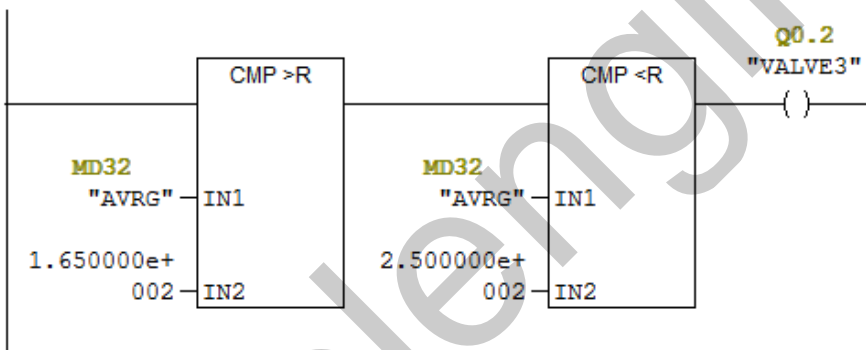 Q0.2
"VALVE3"
CMP >R
CMP <R
MD32
"AVRG"
IN1
MD32
"AVRG"
IN1
1.650000e+
002
IN2
2.500000e+
002
IN2